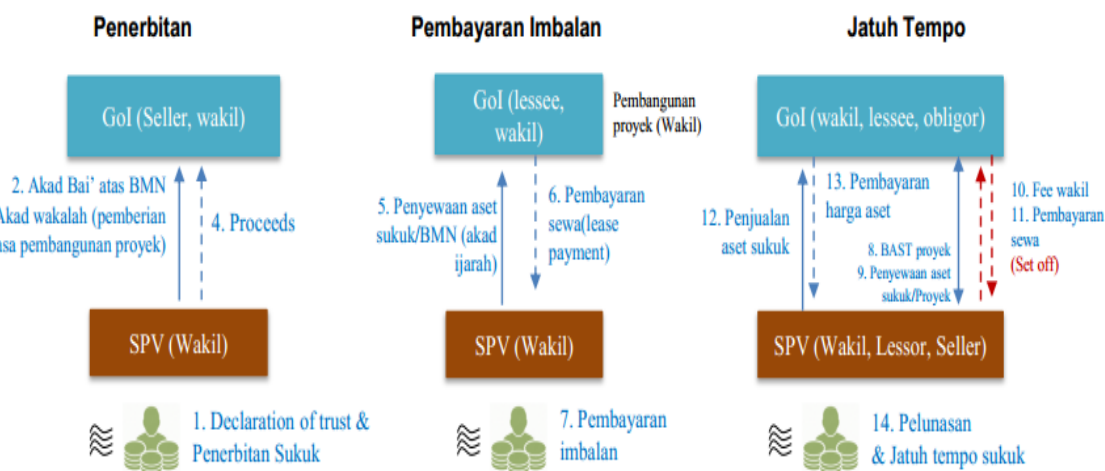 Penerbitan
GoI (Seller, wakil)
2. Akad Bai’ atas BMN
Akad wakalah (pemberian
pembangunan proyek)
4. Proceeds
SPV (Wakil)
1. Declaration of trust &
Penerbitan Sukuk
Pembayaran Imbalan
GoI (lessee,
wakil)
Pembangunan
proyek (Wakil)
5. Penyewaan aset
sukuk/BMN (akad
ijarah)
6. Pembayaran
sewa(lease
payment)
SPV (Wakil)
7. Pembayaran
imbalan
Jatuh Tempo
GoI (wakil, lessee, obligor)
12. Penjualan
aset sukuk
13. Pembayaran
harga aset
8. BAST proyek
9. Penyewaan aset
sukuk/Proyek
10. Fee wakil
11. Pembayaran
sewa
(Set off)
SPV (Wakil, Lessor, Seller)
14. Pelunasan
& Jatuh tempo sukuk